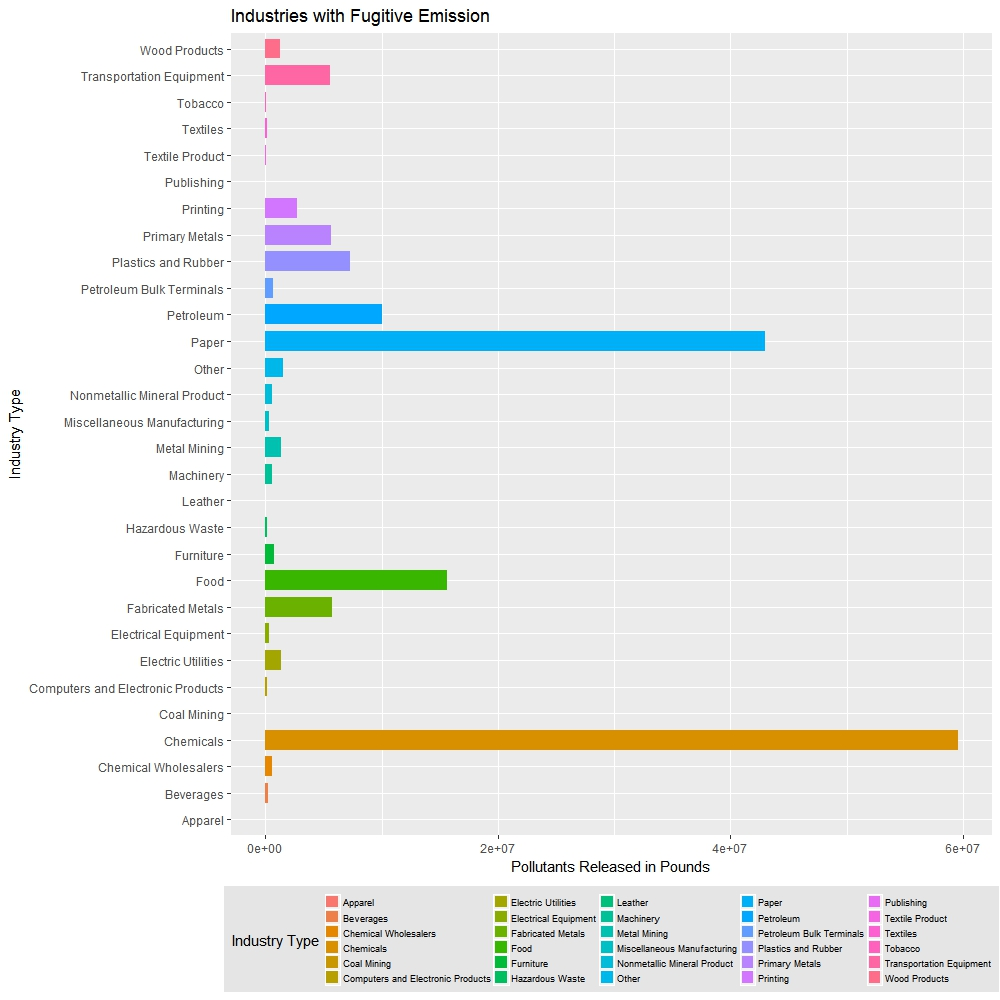 Industries with Fugitive Emission
Industry Type
Wood Products
Transportation Equipment
Tobacco
Textiles
Textile Product
Publishing
Printing
Primary Metals
Plastics and Rubber
Petroleum Bulk Terminals
Petroleum
Paper
Other
Nonmetallic Mineral Product
Miscellaneous Manufacturing
Metal Mining
Machinery
Leather
Hazardous Waste
Furniture
Food
Fabricated Metals
Electrical Equipment
Electric Utilities
Computers and Electronic Products
Coal Mining
Chemicals
Chemical Wholesalers
Beverages
Apparel
0e+00 2e+07 4e+07 6e+07
Pollutants Released in Pounds
Industry Type
Apparel
Beverages
Chemical Wholesalers
Chemicals
Coal Mining
Computers and Electronic Products
Electric Utilities
Electrical Equipment
Fabricated Metals
Food
Furniture
Hazardous Waste
Leather
Machinery
Metal Mining
Miscellaneous Manufacturing
Nonmetallic Mineral Product
Other
Paper
Petroleum
Petroleum Bulk Terminals
Plastics and Rubber
Primary Metals
Printing
Publishing
Textile Product
Textiles
Tobacco
Transportation Equipment
Wood Products